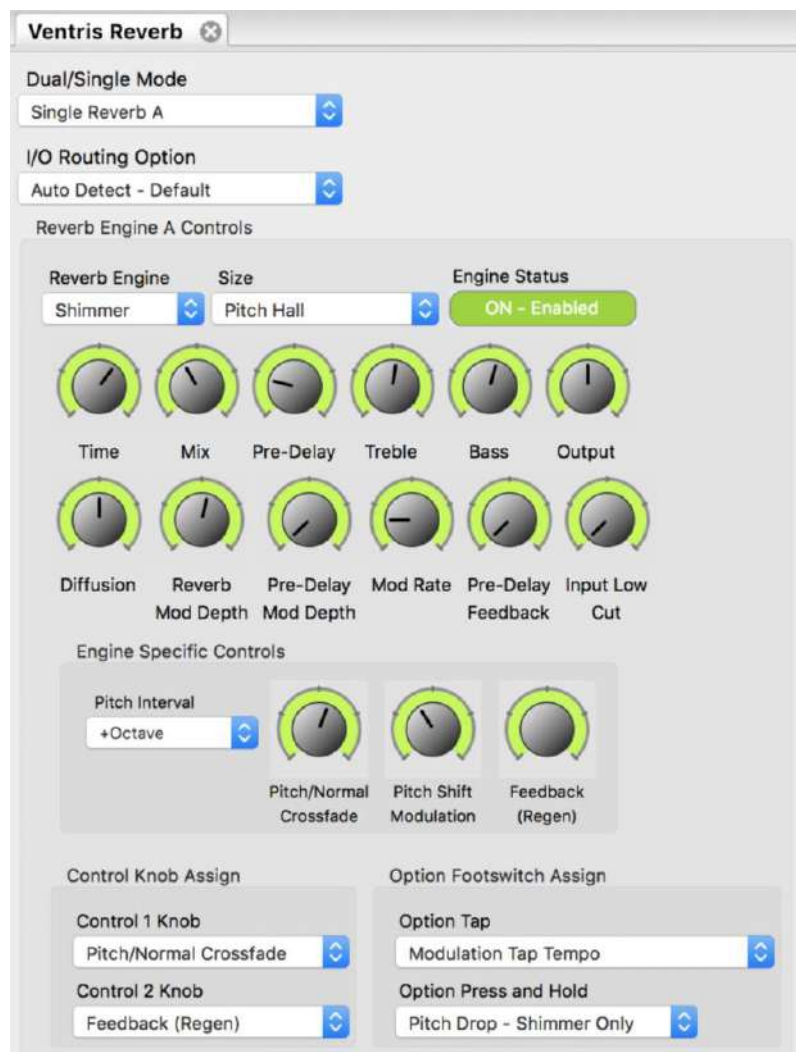 Ventris Reverb
Dual/Single Mode
Single Reverb A
I/O Routing Option
Auto Detect - Default
Reverb Engine A Controls
Reverb Engine Size Engine Status
Shimmer Pitch Hall ON - Enabled
Time Mix Pre-Delay Treble Bass Output
Diffusion Reverb Pre-Delay Mod Rate Pre-Delay Input Low
Mod Depth Mod Depth Feedback Cut
Engine Specific Controls
Pitch Interval
+Octave
Pitch/Normal Pitch Shift Feedback
Crossfade Modulation (Regen)
Control Knob Assign Option Footswitch Assign
Control 1 Knob Option Tap
Pitch/Normal Crossfade Modulation Tap Tempo
Control 2 Knob Option Press and Hold
Feedback (Regen) Pitch Drop - Shimmer Only